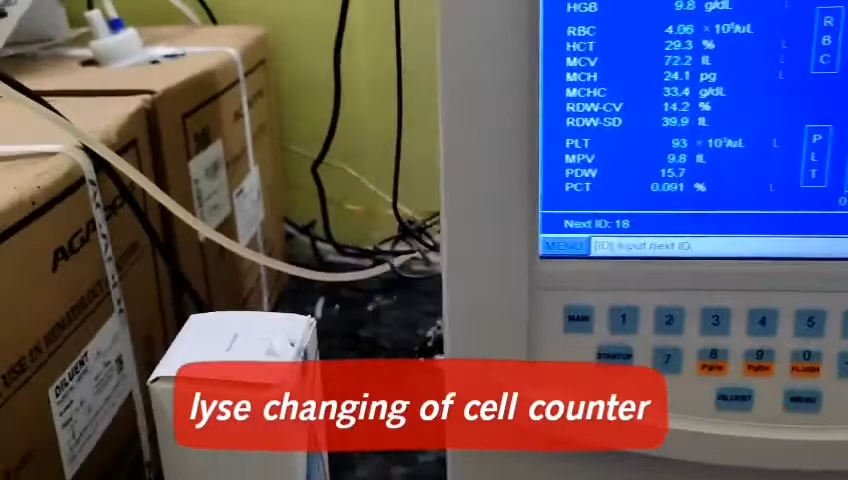 HGB 9.8 g/dL
RBC 4.06 × 10⁶/uL
HCT 29.3 % L
MCV 72.2 fL L
MCH 24.1 pg L
MCHC 33.4 g/dL
RDW-CV 14.2 %
RDW-SD 39.9 fL
PLT 93 × 10³/uL L
MPV 9.8 fL
PDW 15.7
PCT 0.091 % L
RBC
PLT
Next ID: 18
MENU [ID] Input next ID.
MAIN 1 2 3 4 5
STARTUP 7 8 9 0
PgUp PgDn FLUSH
DILUENT MENU
AGAPPE
DILUENT
lyse changing of cell counter